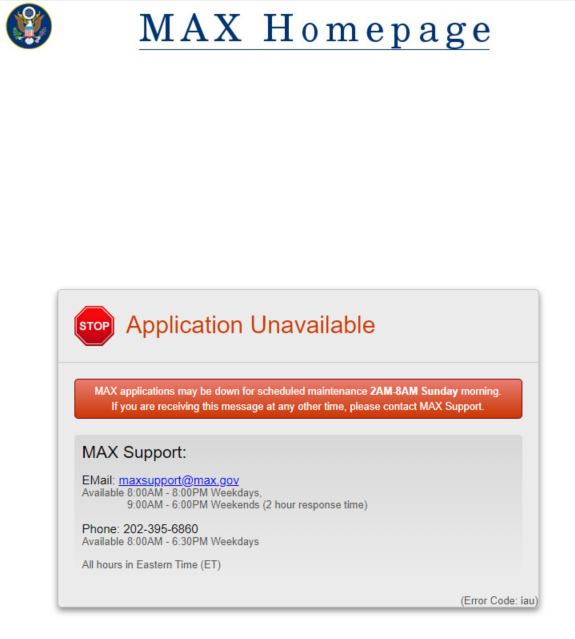 MAX Homepage
STOP
Application Unavailable
MAX applications may be down for scheduled maintenance 2AM-8AM Sunday morning.
If you are receiving this message at any other time, please contact MAX Support.
MAX Support:
EMail: maxsupport@max.gov
Available 8:00AM - 8:00PM Weekdays,
9:00AM - 6:00PM Weekends (2 hour response time)
Phone: 202-395-6860
Available 8:00AM - 6:30PM Weekdays
All hours in Eastern Time (ET)
(Error Code: iau)